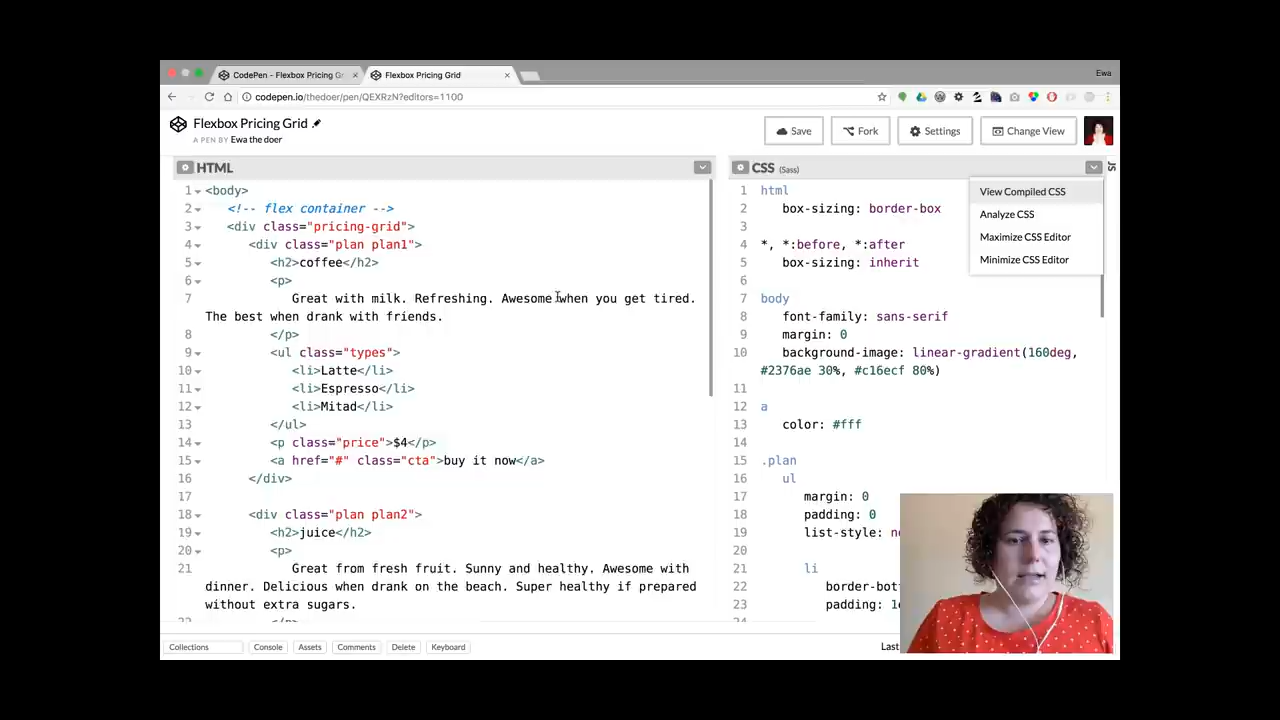 CodePen - Flexbox Pricing Gr
Flexbox Pricing Grid
Ewa
codepen.io/thedoer/pen/QEXRzN?editors=1100
Flexbox Pricing Grid
A PEN BY Ewa the doer
Save
Fork
Settings
Change View
HTML
1 <body>
2 <!-- flex container -->
3 <div class="pricing-grid">
4 <div class="plan plan1">
5 <h2>coffee</h2>
6 <p>
7 Great with milk. Refreshing. Awesome when you get tired.
The best when drank with friends.
8 </p>
9 <ul class="types">
10 <li>Latte</li>
11 <li>Espresso</li>
12 <li>Mitad</li>
13 </ul>
14 <p class="price">$4</p>
15 <a href="#" class="cta">buy it now</a>
16 </div>
17
18 <div class="plan plan2">
19 <h2>juice</h2>
20 <p>
21 Great from fresh fruit. Sunny and healthy. Awesome with
dinner. Delicious when drank on the beach. Super healthy if prepared
without extra sugars.
22 </p>
CSS (Sass)
JS
View Compiled CSS
Analyze CSS
Maximize CSS Editor
Minimize CSS Editor
1 html
2 box-sizing: border-box
3
4 *, *:before, *:after
5 box-sizing: inherit
6
7 body
8 font-family: sans-serif
9 margin: 0
10 background-image: linear-gradient(160deg,
#2376ae 30%, #c16ecf 80%)
11
12 a
13 color: #fff
14
15 .plan
16 ul
17 margin: 0
18 padding: 0
19 list-style:
20
21 li
22
23 padding:
24
Collections
Console
Assets
Comments
Delete
Keyboard
Last